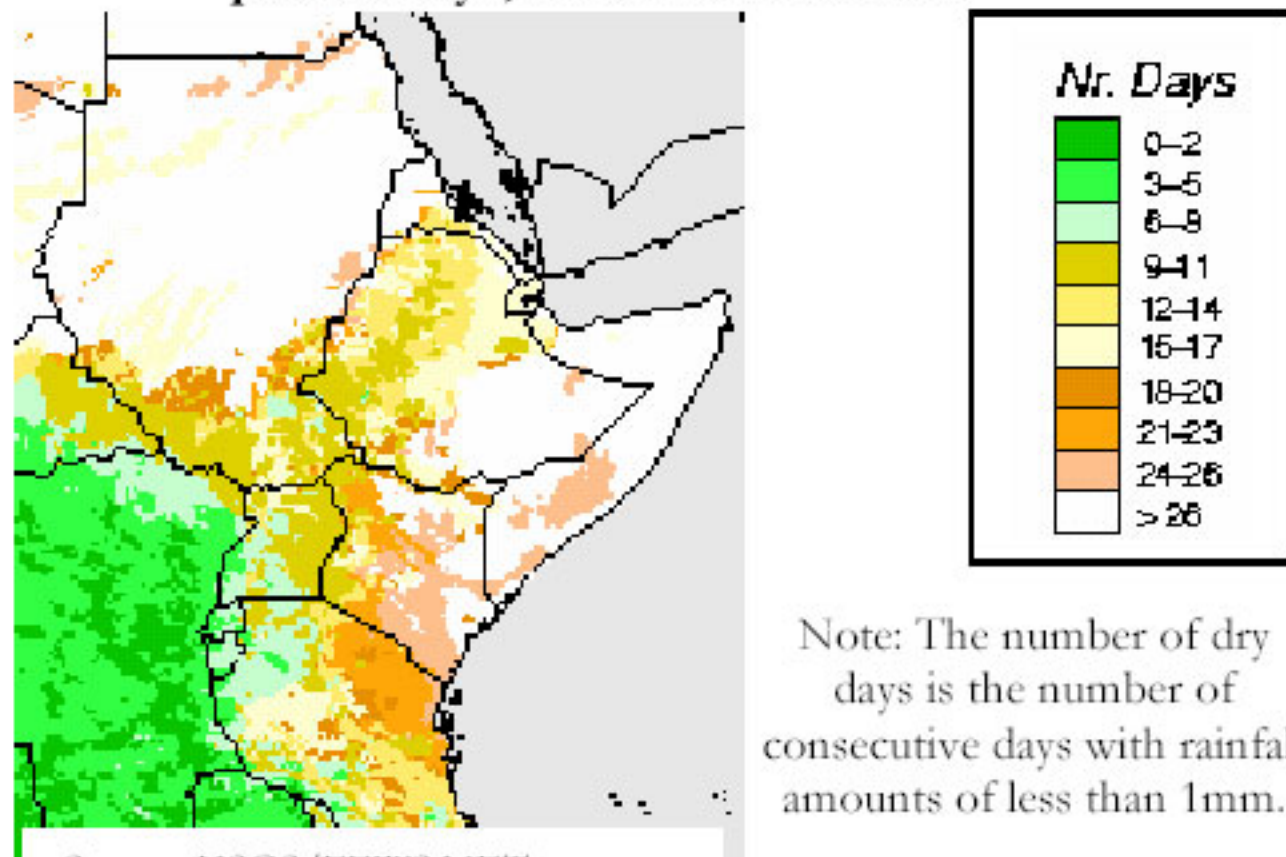 Nr. Days
0–2
3–5
6–8
9–11
12–14
15–17
18–20
21–23
24–26
> 26
Note: The number of dry
days is the number of
consecutive days with rainfal
amounts of less than 1mm.